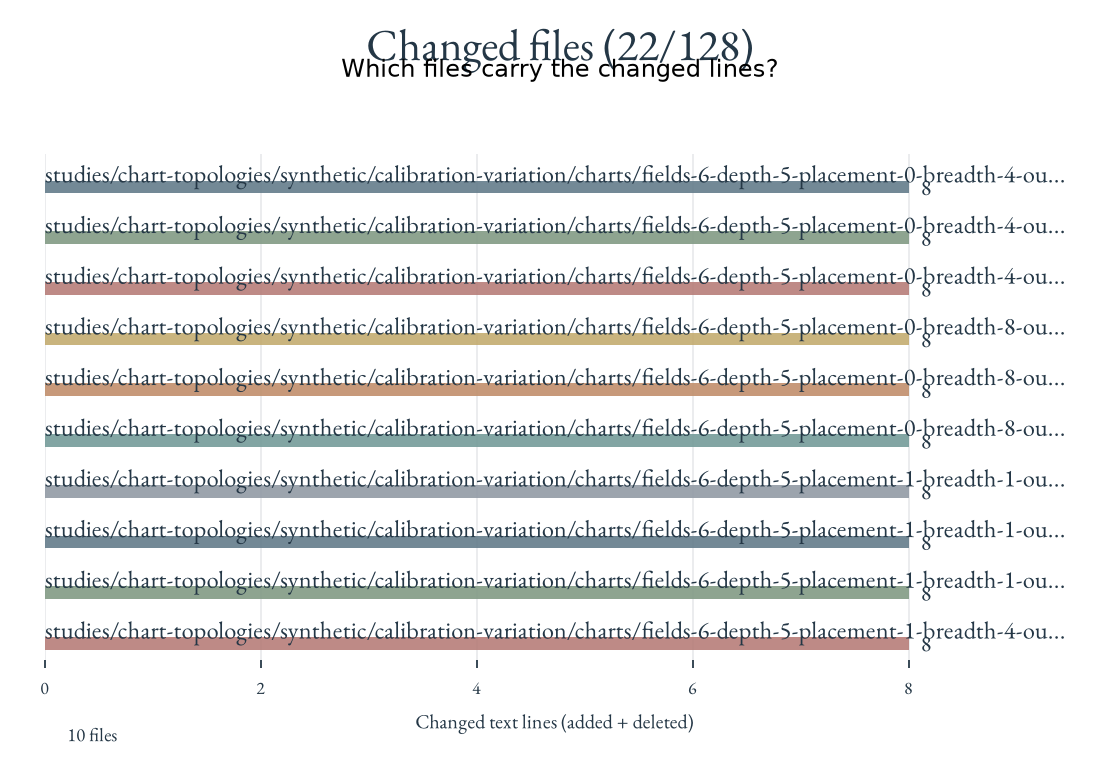 Changed files (22/128)
Which files carry the changed lines?
studies/chart-topologies/synthetic/calibration-variation/charts/fields-6-depth-5-placement-0-breadth-4-ou...
8
studies/chart-topologies/synthetic/calibration-variation/charts/fields-6-depth-5-placement-0-breadth-4-ou...
8
studies/chart-topologies/synthetic/calibration-variation/charts/fields-6-depth-5-placement-0-breadth-4-ou...
8
studies/chart-topologies/synthetic/calibration-variation/charts/fields-6-depth-5-placement-0-breadth-8-ou...
8
studies/chart-topologies/synthetic/calibration-variation/charts/fields-6-depth-5-placement-0-breadth-8-ou...
8
studies/chart-topologies/synthetic/calibration-variation/charts/fields-6-depth-5-placement-0-breadth-8-ou...
8
studies/chart-topologies/synthetic/calibration-variation/charts/fields-6-depth-5-placement-1-breadth-1-ou...
8
studies/chart-topologies/synthetic/calibration-variation/charts/fields-6-depth-5-placement-1-breadth-1-ou...
8
studies/chart-topologies/synthetic/calibration-variation/charts/fields-6-depth-5-placement-1-breadth-1-ou...
8
studies/chart-topologies/synthetic/calibration-variation/charts/fields-6-depth-5-placement-1-breadth-4-ou...
8
0 2 4 6 8
Changed text lines (added + deleted)
10 files